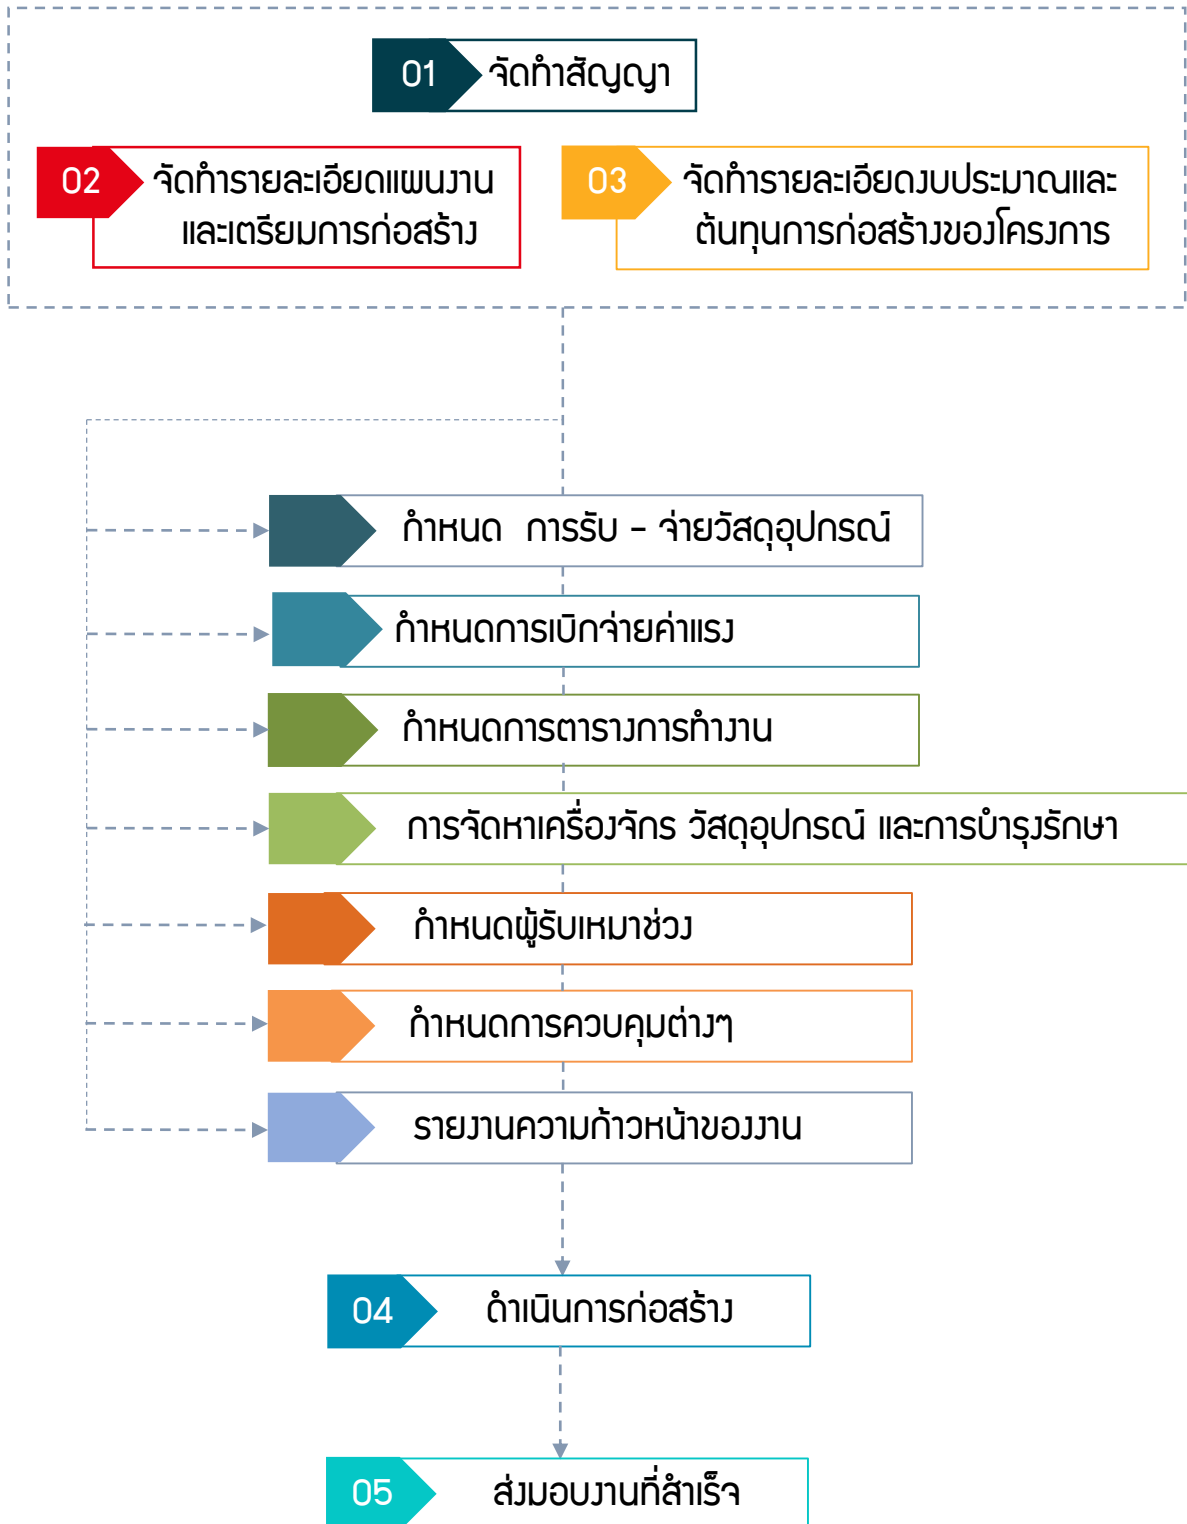 01 จัดทำสัญญา
02 จัดทำรายละเอียดแผนงาน
และเตรียมการก่อสร้าง
03 จัดทำรายละเอียดงบประมาณและ
ต้นทุนการก่อสร้างของโครงการ
กำหนด การรับ - จ่ายวัสดุอุปกรณ์
กำหนดการเบิกจ่ายค่าแรง
กำหนดการตารางการทำงาน
การจัดหาเครื่องจักร วัสดุอุปกรณ์ และการบำรุงรักษา
กำหนดผู้รับเหมาช่วง
กำหนดการควบคุมต่างๆ
รายงานความก้าวหน้าของงาน
04 ดำเนินการก่อสร้าง
05 ส่งมอบงานที่สำเร็จ